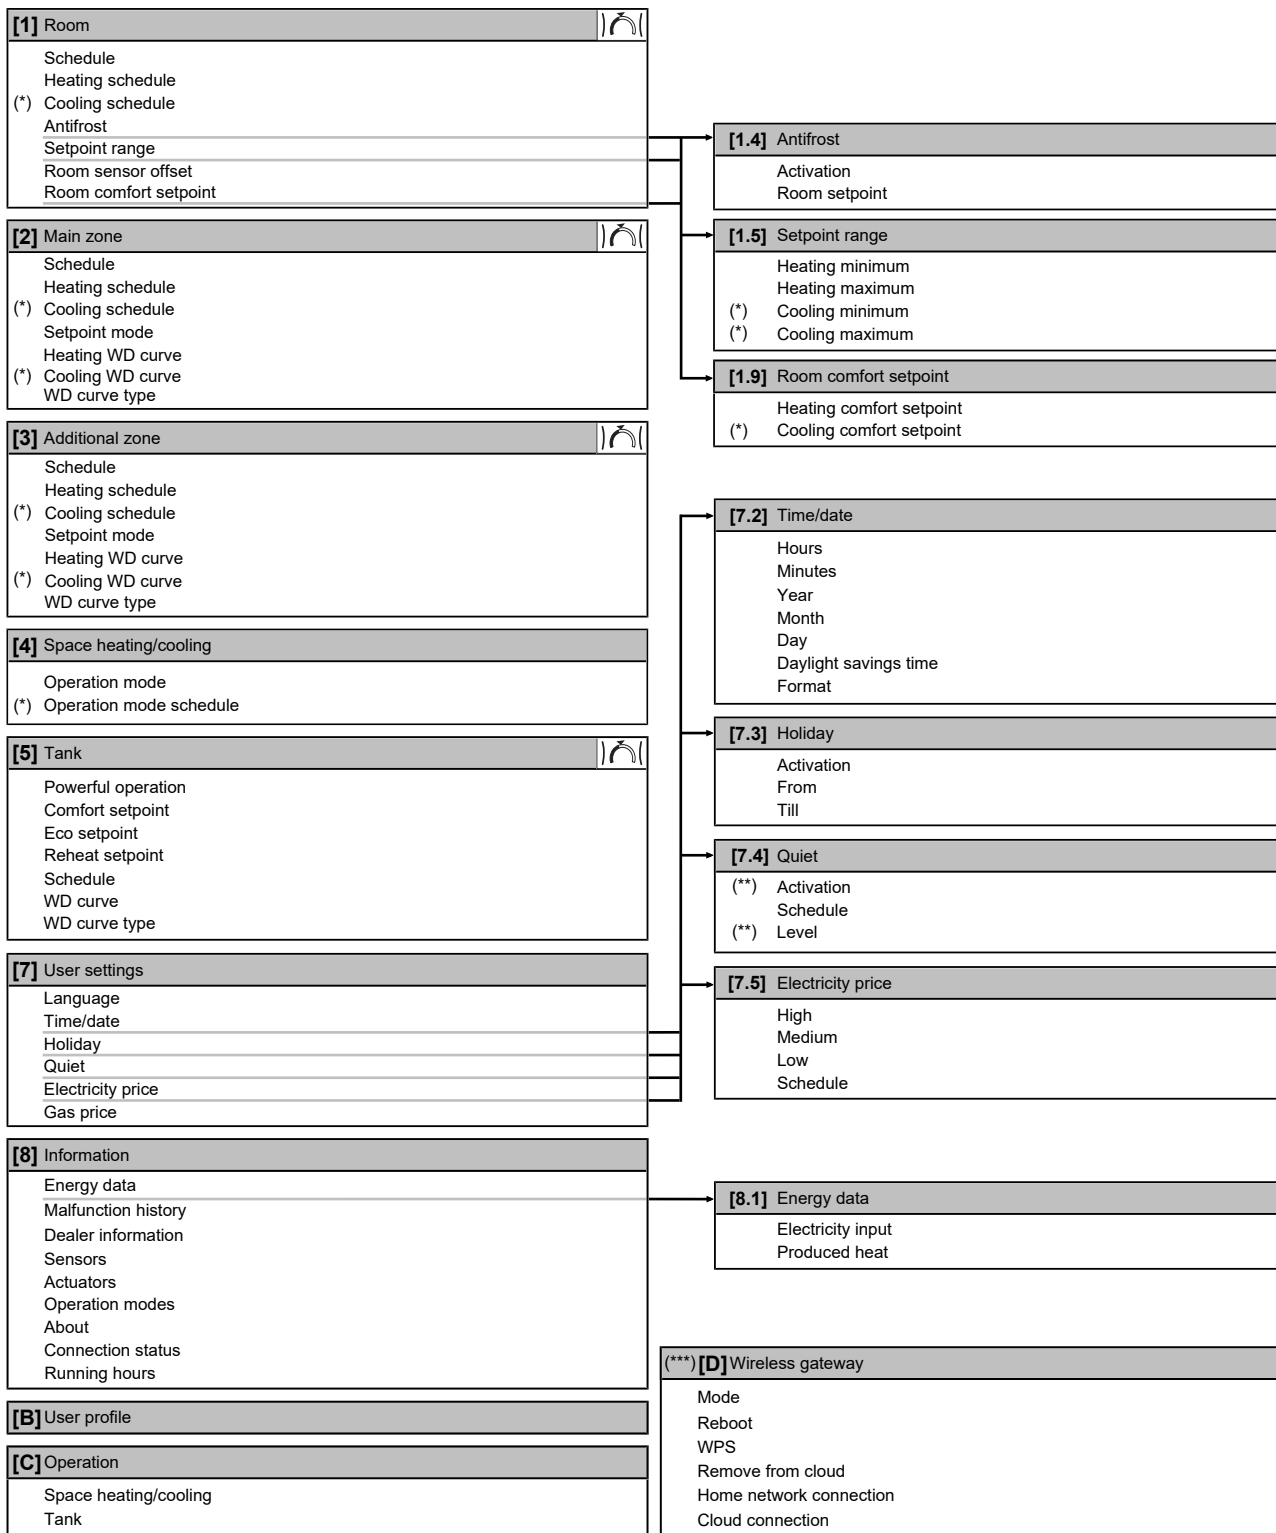 [1] Room
Schedule
Heating schedule
(*) Cooling schedule
Antifrost
Setpoint range
Room sensor offset
Room comfort setpoint
[2] Main zone
Schedule
Heating schedule
(*) Cooling schedule
Setpoint mode
Heating WD curve
(*) Cooling WD curve
WD curve type
[3] Additional zone
Schedule
Heating schedule
(*) Cooling schedule
Setpoint mode
Heating WD curve
(*) Cooling WD curve
WD curve type
[4] Space heating/cooling
Operation mode
(*) Operation mode schedule
[5] Tank
Powerful operation
Comfort setpoint
Eco setpoint
Reheat setpoint
Schedule
WD curve
WD curve type
[7] User settings
Language
Time/date
Holiday
Quiet
Electricity price
Gas price
[8] Information
Energy data
Malfunction history
Dealer information
Sensors
Actuators
Operation modes
About
Connection status
Running hours
[B] User profile
[C] Operation
Space heating/cooling
Tank
[1.4] Antifrost
Activation
Room setpoint
[1.5] Setpoint range
Heating minimum
Heating maximum
(*) Cooling minimum
(*) Cooling maximum
[1.9] Room comfort setpoint
Heating comfort setpoint
(*) Cooling comfort setpoint
[7.2] Time/date
Hours
Minutes
Year
Month
Day
Daylight savings time
Format
[7.3] Holiday
Activation
From
Till
[7.4] Quiet
(**) Activation
Schedule
(**) Level
[7.5] Electricity price
High
Medium
Low
Schedule
[8.1] Energy data
Electricity input
Produced heat
(***) [D] Wireless gateway
Mode
Reboot
WPS
Remove from cloud
Home network connection
Cloud connection